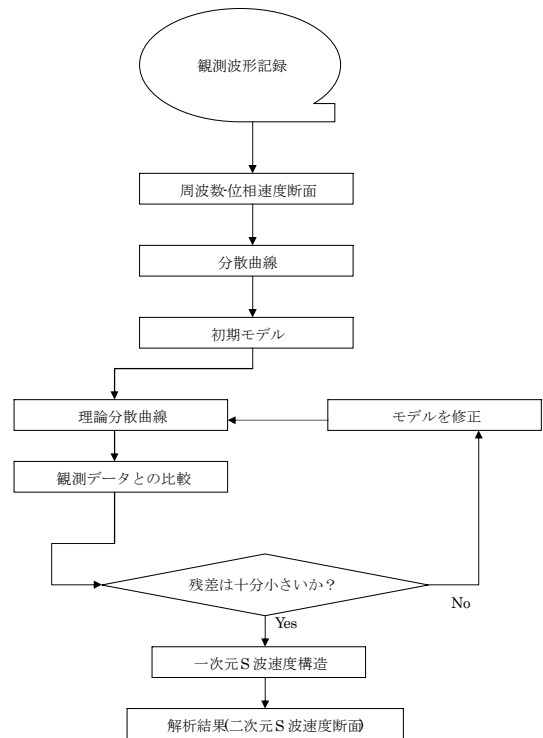 観測波形記録
周波数-位相速度断面
分散曲線
初期モデル
理論分散曲線
モデルを修正
観測データとの比較
残差は十分小さいか？
No
Yes
一次元S波速度構造
解析結果(二次元S波速度断面)